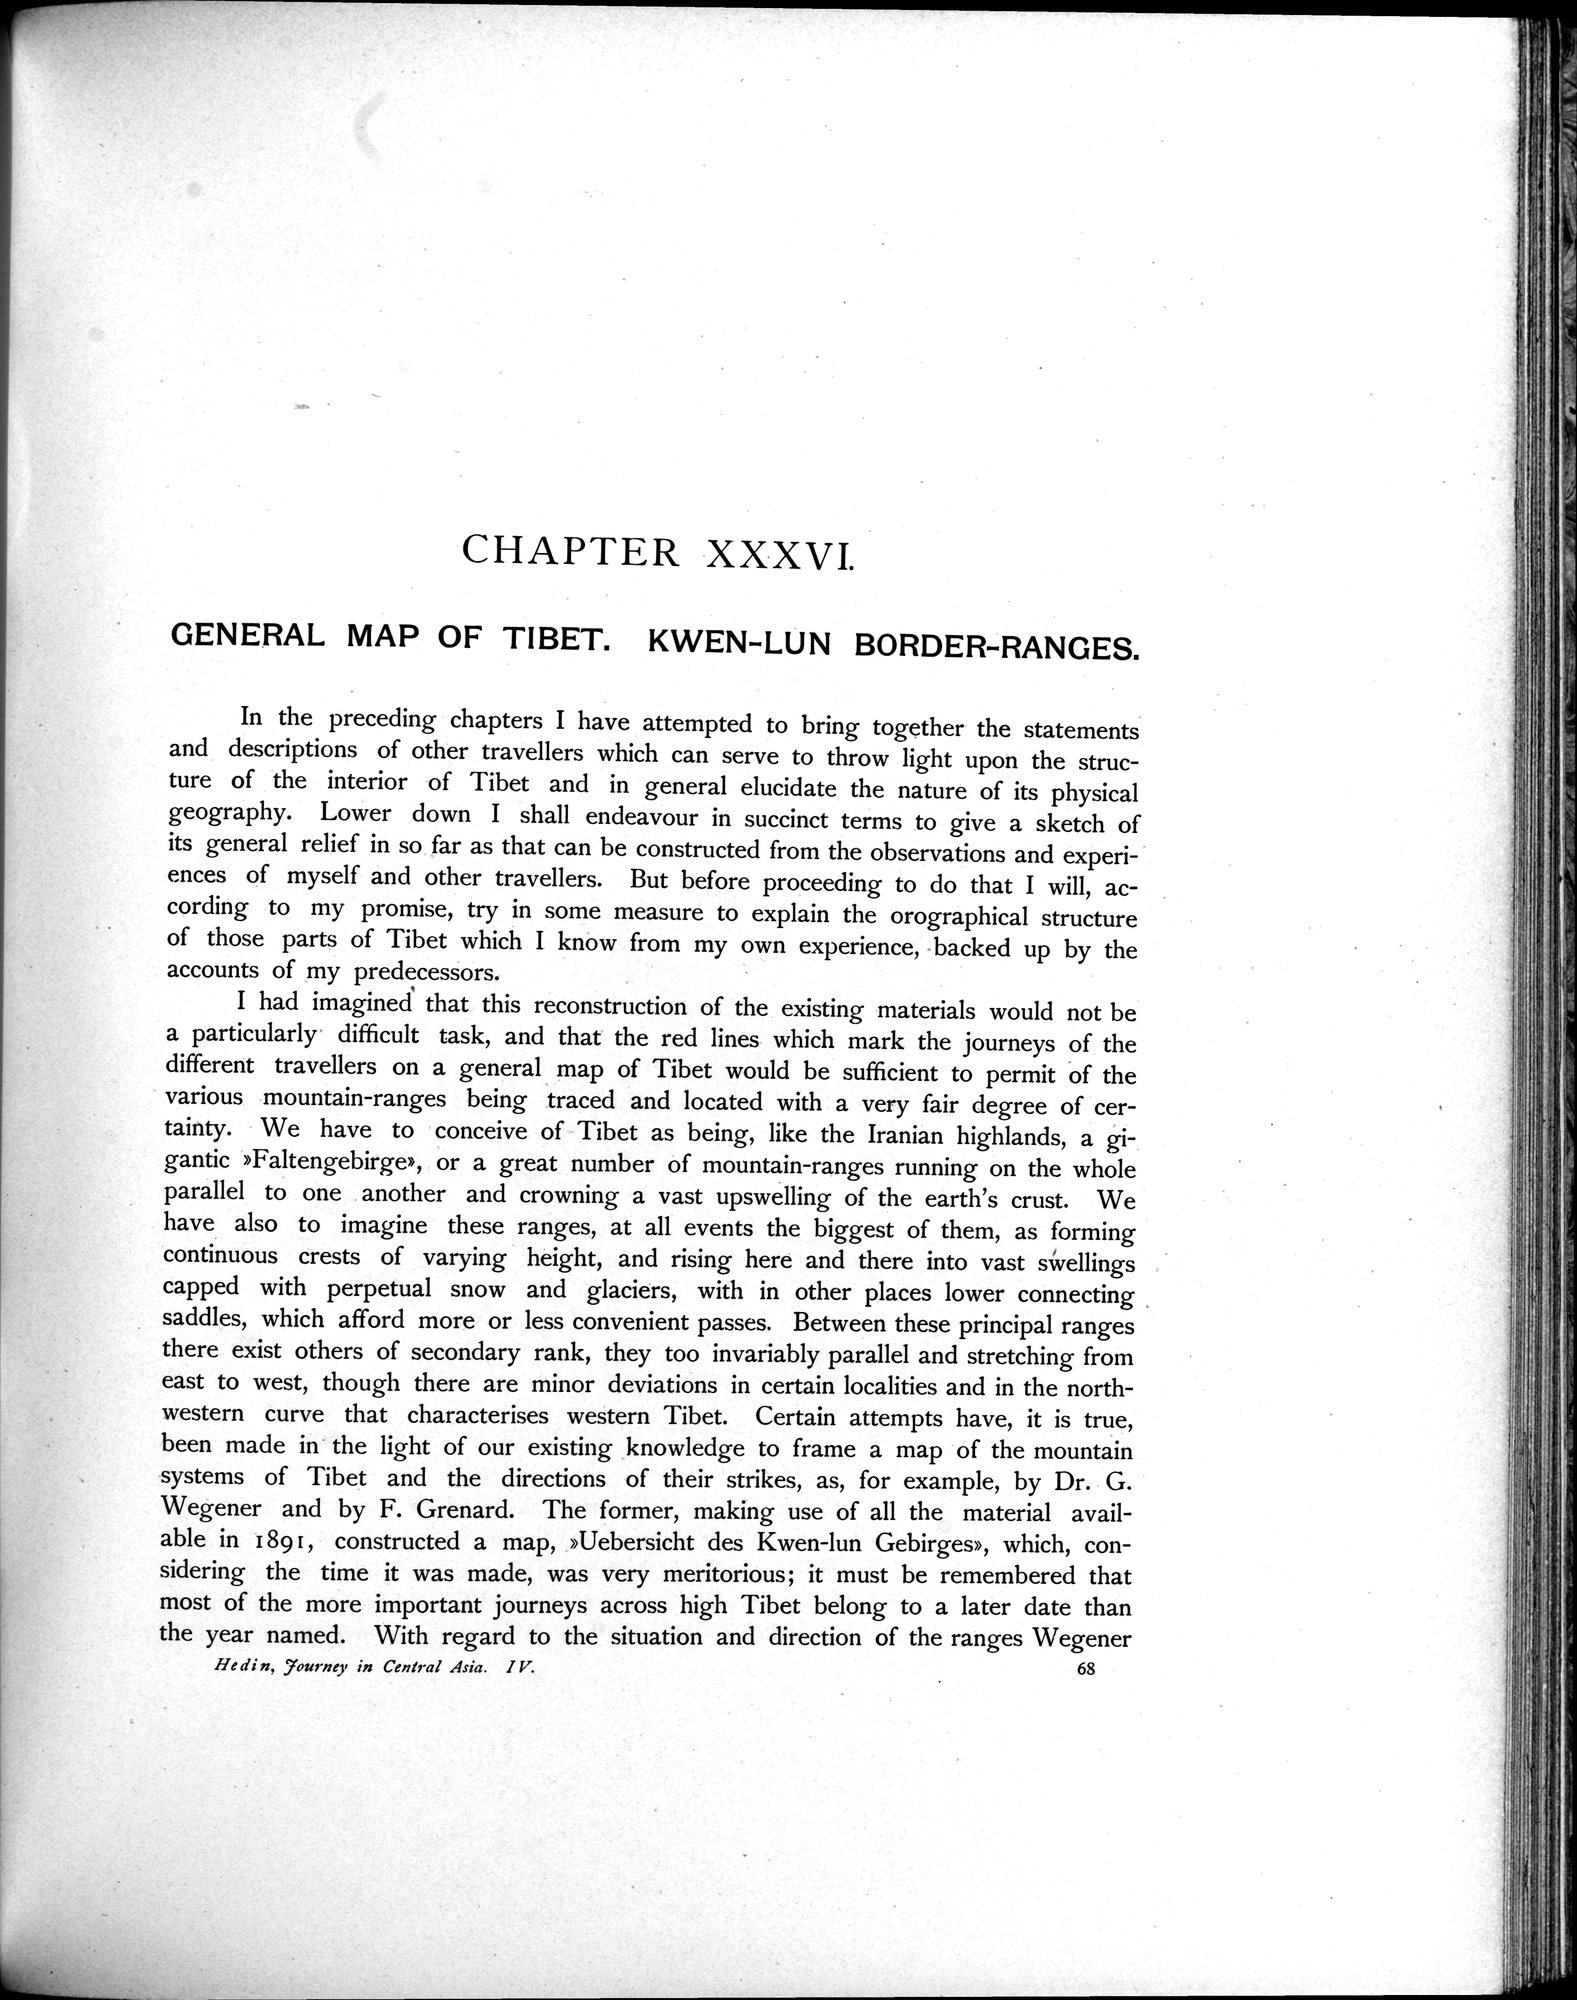 CHAPTER XXXVI.
GENERAL MAP OF TIBET. KWEN-LUN BORDER-RANGES.
In the preceding chapters I have attempted to bring together the statements
and descriptions of other travellers which can serve to throw light upon the struc-
ture of the interior of Tibet and in general elucidate the nature of its physical
geography. Lower down I shall endeavour in succinct terms to give a sketch of
its general relief in so far as that can be constructed from the observations and experi-
ences of myself and other travellers. But before proceeding to do that I will, ac-
cording to my promise, try in some measure to explain the orographical structure
of those parts of Tibet which I know from my own experience, backed up by the
accounts of my predecessors.
I had imagined that this reconstruction of the existing materials would not be
a particularly difficult task, and that the red lines which mark the journeys of the
different travellers on a general map of Tibet would be sufficient to permit of the
various mountain-ranges being traced and located with a very fair degree of cer-
tainty. We have to conceive of Tibet as being, like the Iranian highlands, a gi-
gantic »Faltengebirge», or a great number of mountain-ranges running on the whole
parallel to one another and crowning a vast upswelling of the earth's crust. We
have also to imagine these ranges, at all events the biggest of them, as forming
continuous crests of varying height, and rising here and there into vast swellings
capped with perpetual snow and glaciers, with in other places lower connecting
saddles, which afford more or less convenient passes. Between these principal ranges
there exist others of secondary rank, they too invariably parallel and stretching from
east to west, though there are minor deviations in certain localities and in the north-
western curve that characterises western Tibet. Certain attempts have, it is true,
been made in the light of our existing knowledge to frame a map of the mountain
systems of Tibet and the directions of their strikes, as, for example, by Dr. G.
Wegener and by F. Grenard. The former, making use of all the material avail-
able in 1891, constructed a map, »Uebersicht des Kwen-lun Gebirges», which, con-
sidering the time it was made, was very meritorious; it must be remembered that
most of the more important journeys across high Tibet belong to a later date than
the year named. With regard to the situation and direction of the ranges Wegener
Hedin, Journey in Central Asia. IV. 68